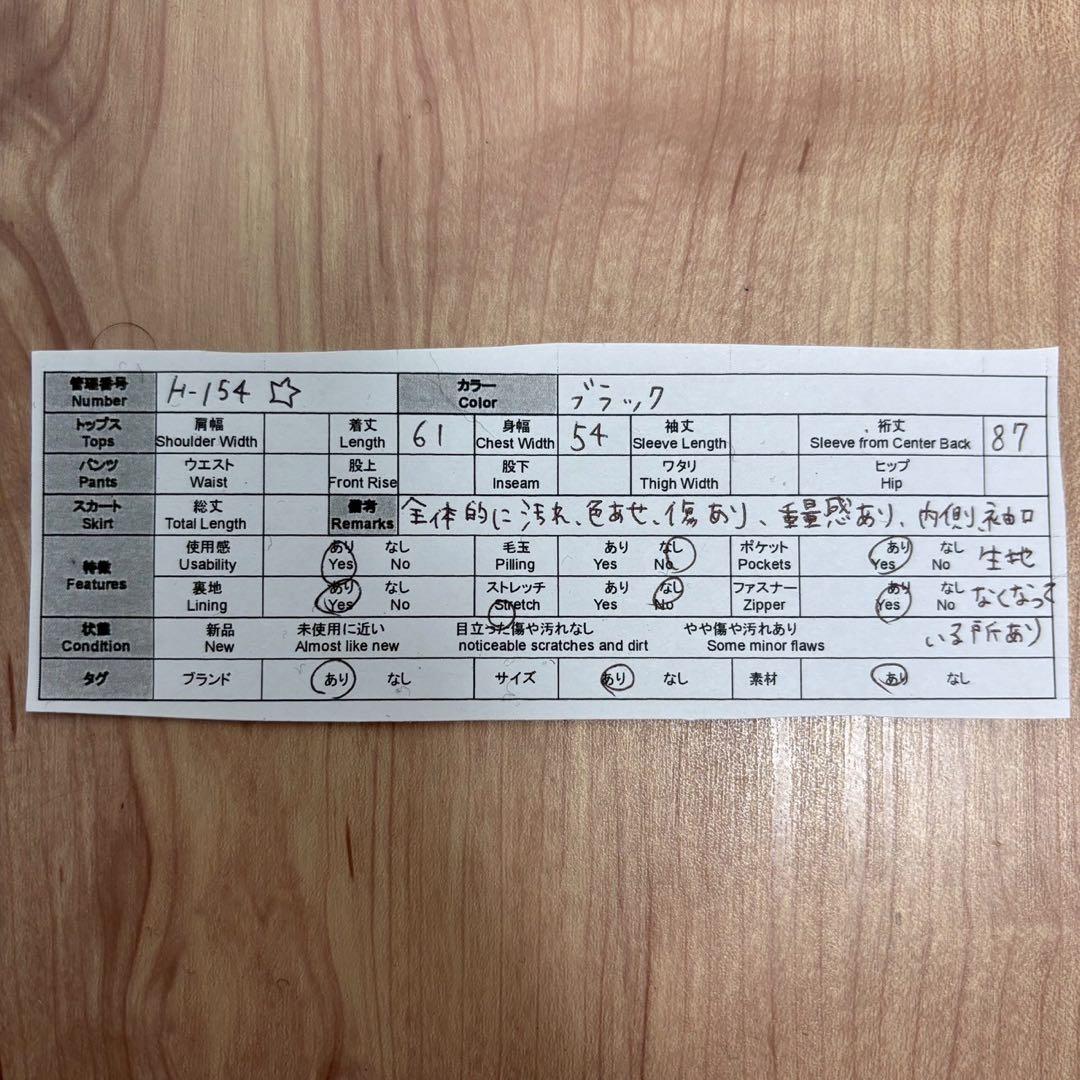 管理番号 H-154 ☆ カラー ブラック
Number Color
トップス 肩幅 着丈 61 身幅 54 袖丈 裄丈 87
Tops Shoulder Width Length Chest Width Sleeve Length Sleeve from Center Back
パンツ ウエスト 股上 股下 ワタリ ヒップ
Pants Waist Front Rise Inseam Thigh Width Hip
スカート 総丈 備考 全体的に汚れ、色あせ、傷あり、重量感あり、内側、袖口
Skirt Total Length Remarks
使用感 あり なし 毛玉 あり なし ポケット あり なし 生地
特徴 Usability Yes No Pilling Yes No Pockets Yes No
Features 裏地 あり なし ストレッチ あり なし ファスナー あり なし なくなって
Lining Yes No Stretch Yes No Zipper Yes No
状態 新品 未使用に近い 目立った傷や汚れなし やや傷や汚れあり いる所あり
Condition New Almost like new noticeable scratches and dirt Some minor flaws
タグ ブランド あり なし サイズ あり なし 素材 あり なし